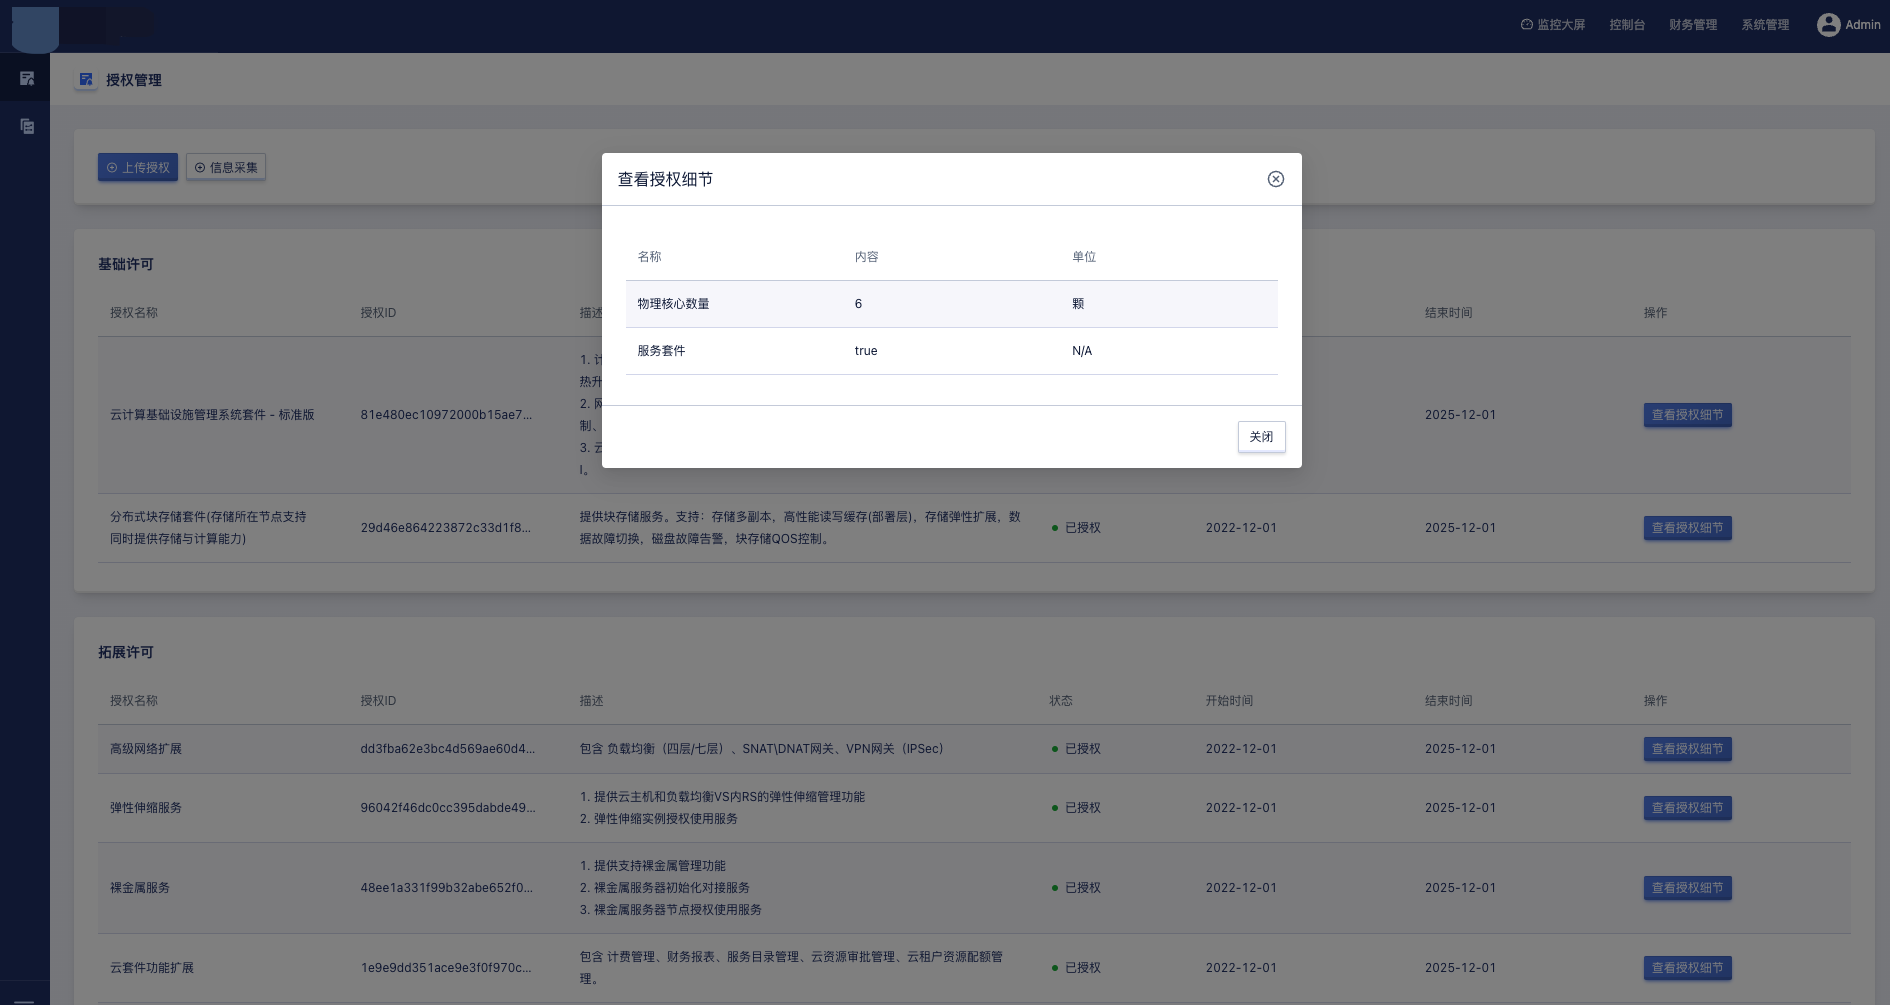 监控大屏
控制台
财务管理
系统管理
Admin
授权管理
上传授权
信息采集
查看授权细节
名称 内容 单位
物理核心数量 6 颗
服务套件 true N/A
关闭
基础许可
授权名称 授权ID 描述 结束时间 操作
1. 计
热升
2. 网
制、
3. 云
I。
云计算基础设施管理系统套件 - 标准版 81e480ec10972000b15ae7... 2025-12-01 查看授权细节
分布式块存储套件(存储所在节点支持
同时提供存储与计算能力)
29d46e864223872c33d1f8...
提供块存储服务。支持：存储多副本，高性能读写缓存(部署层)，存储弹性扩展，数
据故障切换，磁盘故障告警，块存储QOS控制。
已授权 2022-12-01 2025-12-01 查看授权细节
拓展许可
授权名称 授权ID 描述 状态 开始时间 结束时间 操作
高级网络扩展 dd3fba62e3bc4d569ae60d4... 包含 负载均衡（四层/七层）、SNAT\DNAT网关、VPN网关（IPSec） 已授权 2022-12-01 2025-12-01 查看授权细节
弹性伸缩服务 96042f46dc0cc395dabde49...
1. 提供云主机和负载均衡VS内RS的弹性伸缩管理功能
2. 弹性伸缩实例授权使用服务
已授权 2022-12-01 2025-12-01 查看授权细节
裸金属服务 48ee1a331f99b32abe652f0...
1. 提供支持裸金属管理功能
2. 裸金属服务器初始化对接服务
3. 裸金属服务器节点授权使用服务
已授权 2022-12-01 2025-12-01 查看授权细节
云套件功能扩展 1e9e9dd351ace9e3f0f970c...
包含 计费管理、财务报表、服务目录管理、云资源审批管理、云租户资源配额管
理。
已授权 2022-12-01 2025-12-01 查看授权细节